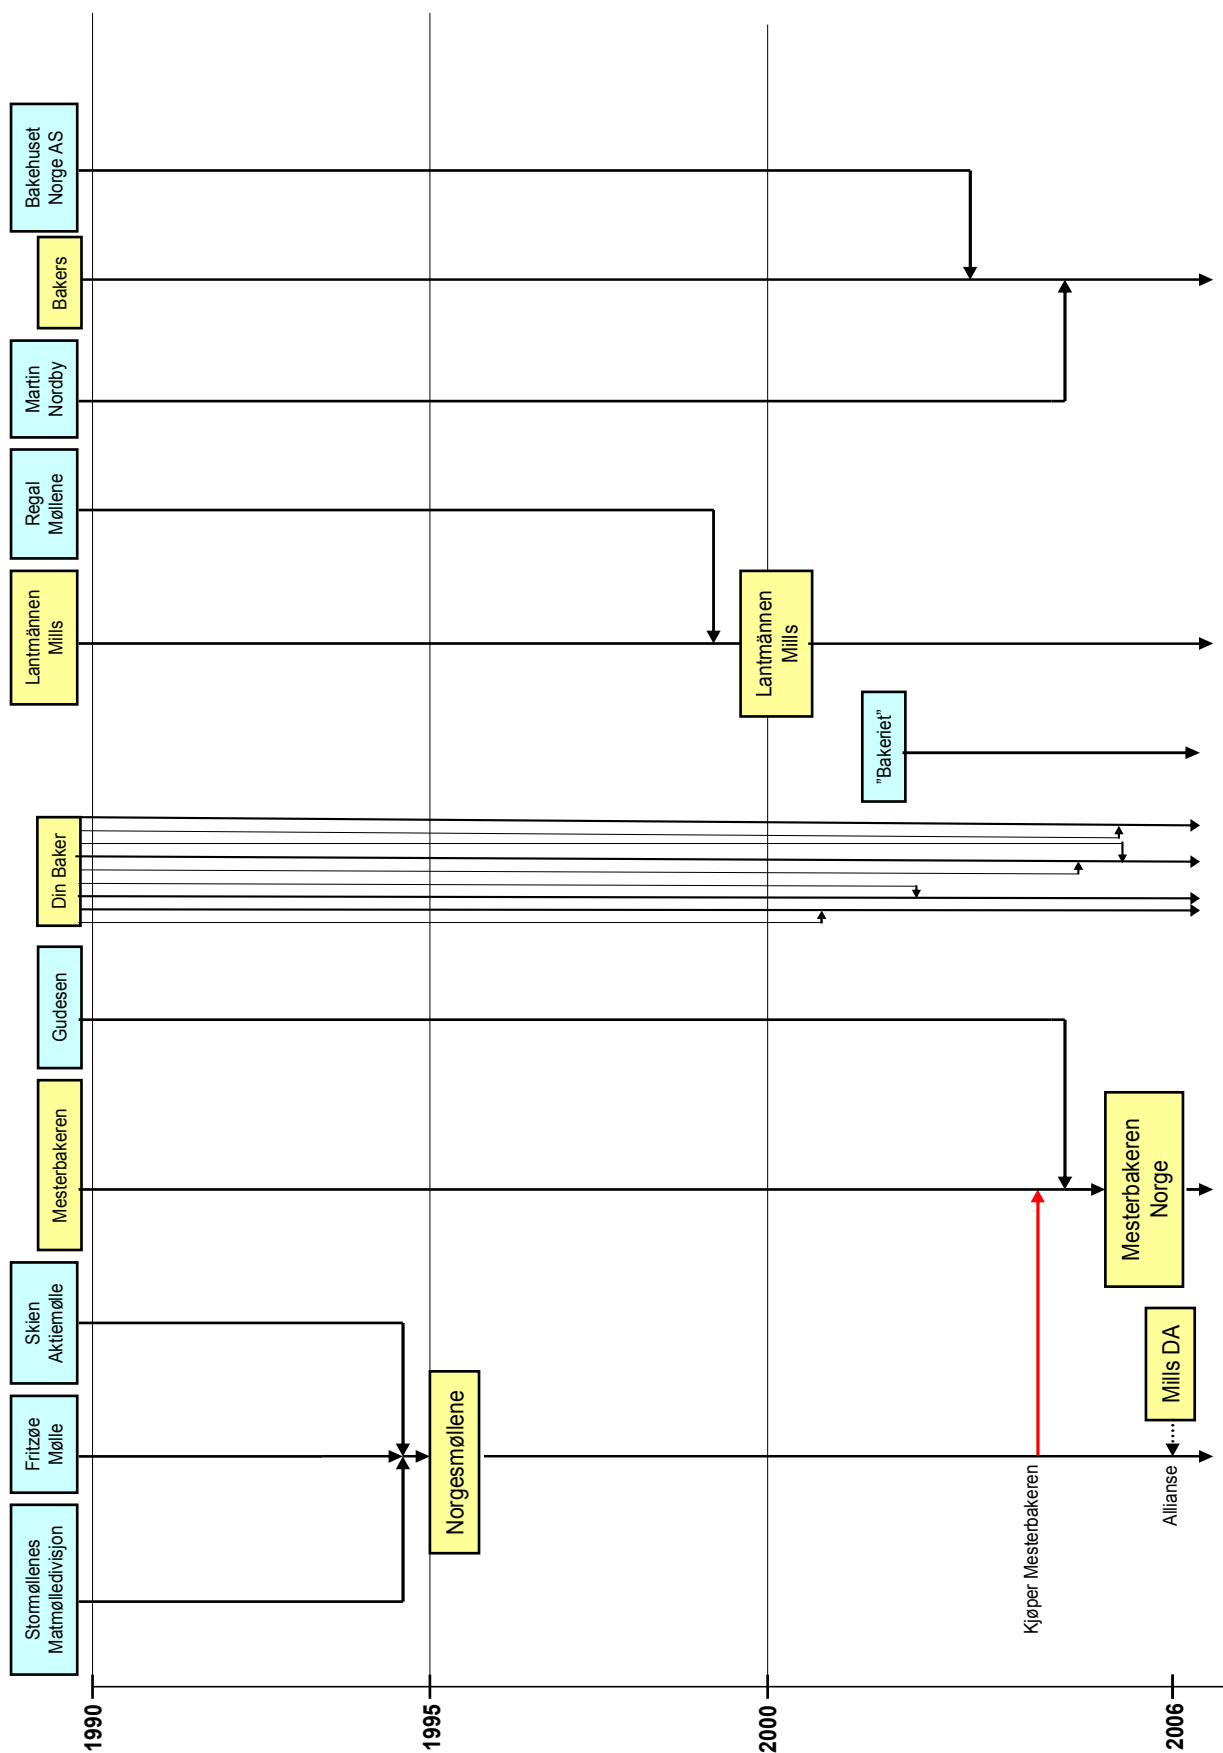 Stormøllenes
Matmølledivisjon
Fritzøe
Mølle
Skien
Aktiemølle
Mesterbakeren
Gudesen
Din Baker
Lantmännen
Mills
Regal
Møllene
Martin
Nordby
Bakers
Bakehuset
Norge AS
1990
1995
Norgesmøllene
2000
Lantmännen
Mills
"Bakeriet"
Kjøper Mesterbakeren
Mesterbakeren
Norge
Mills DA
Allianse
2006